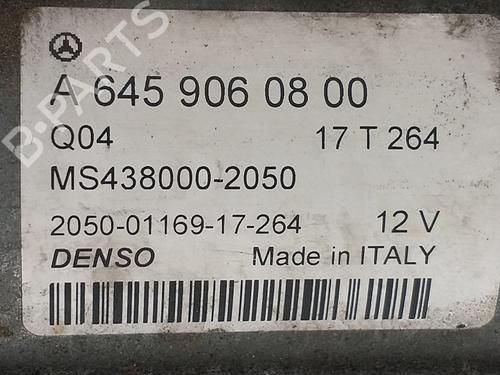 A 645 906 08 00
Q04 17 T 264
MS438000-2050
2050-01169-17-264 12 V
DENSO Made in ITALY
B-PARTS